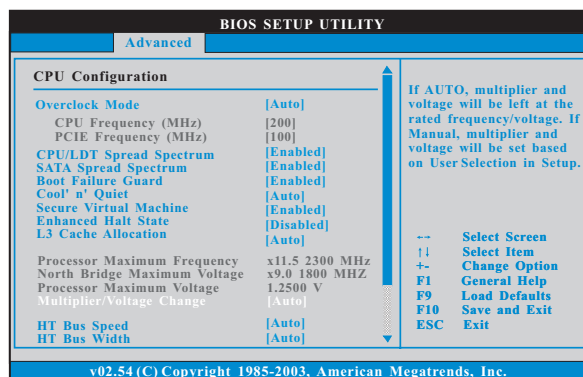 BIOS SETUP UTILITY
Advanced
CPU Configuration
Overclock Mode [Auto]
CPU Frequency (MHz) [200]
PCIE Frequency (MHz) [100]
CPU/LDT Spread Spectrum [Enabled]
SATA Spread Spectrum [Enabled]
Boot Failure Guard [Enabled]
Cool' n' Quiet [Auto]
Secure Virtual Machine [Enabled]
Enhanced Halt State [Disabled]
L3 Cache Allocation [Auto]
Processor Maximum Frequency x11.5 2300 MHz
North Bridge Maximum Voltage x9.0 1800 MHZ
Processor Maximum Voltage 1.2500 V
Multiplier/Voltage Change [Auto]
HT Bus Speed [Auto]
HT Bus Width [Auto]
If AUTO, multiplier and
voltage will be left at the
rated frequency/voltage. If
Manual, multiplier and
voltage will be set based
on User Selection in Setup.
←→ Select Screen
↑↓ Select Item
+- Change Option
F1 General Help
F9 Load Defaults
F10 Save and Exit
ESC Exit
v02.54 (C) Copyright 1985-2003, American Megatrends, Inc.